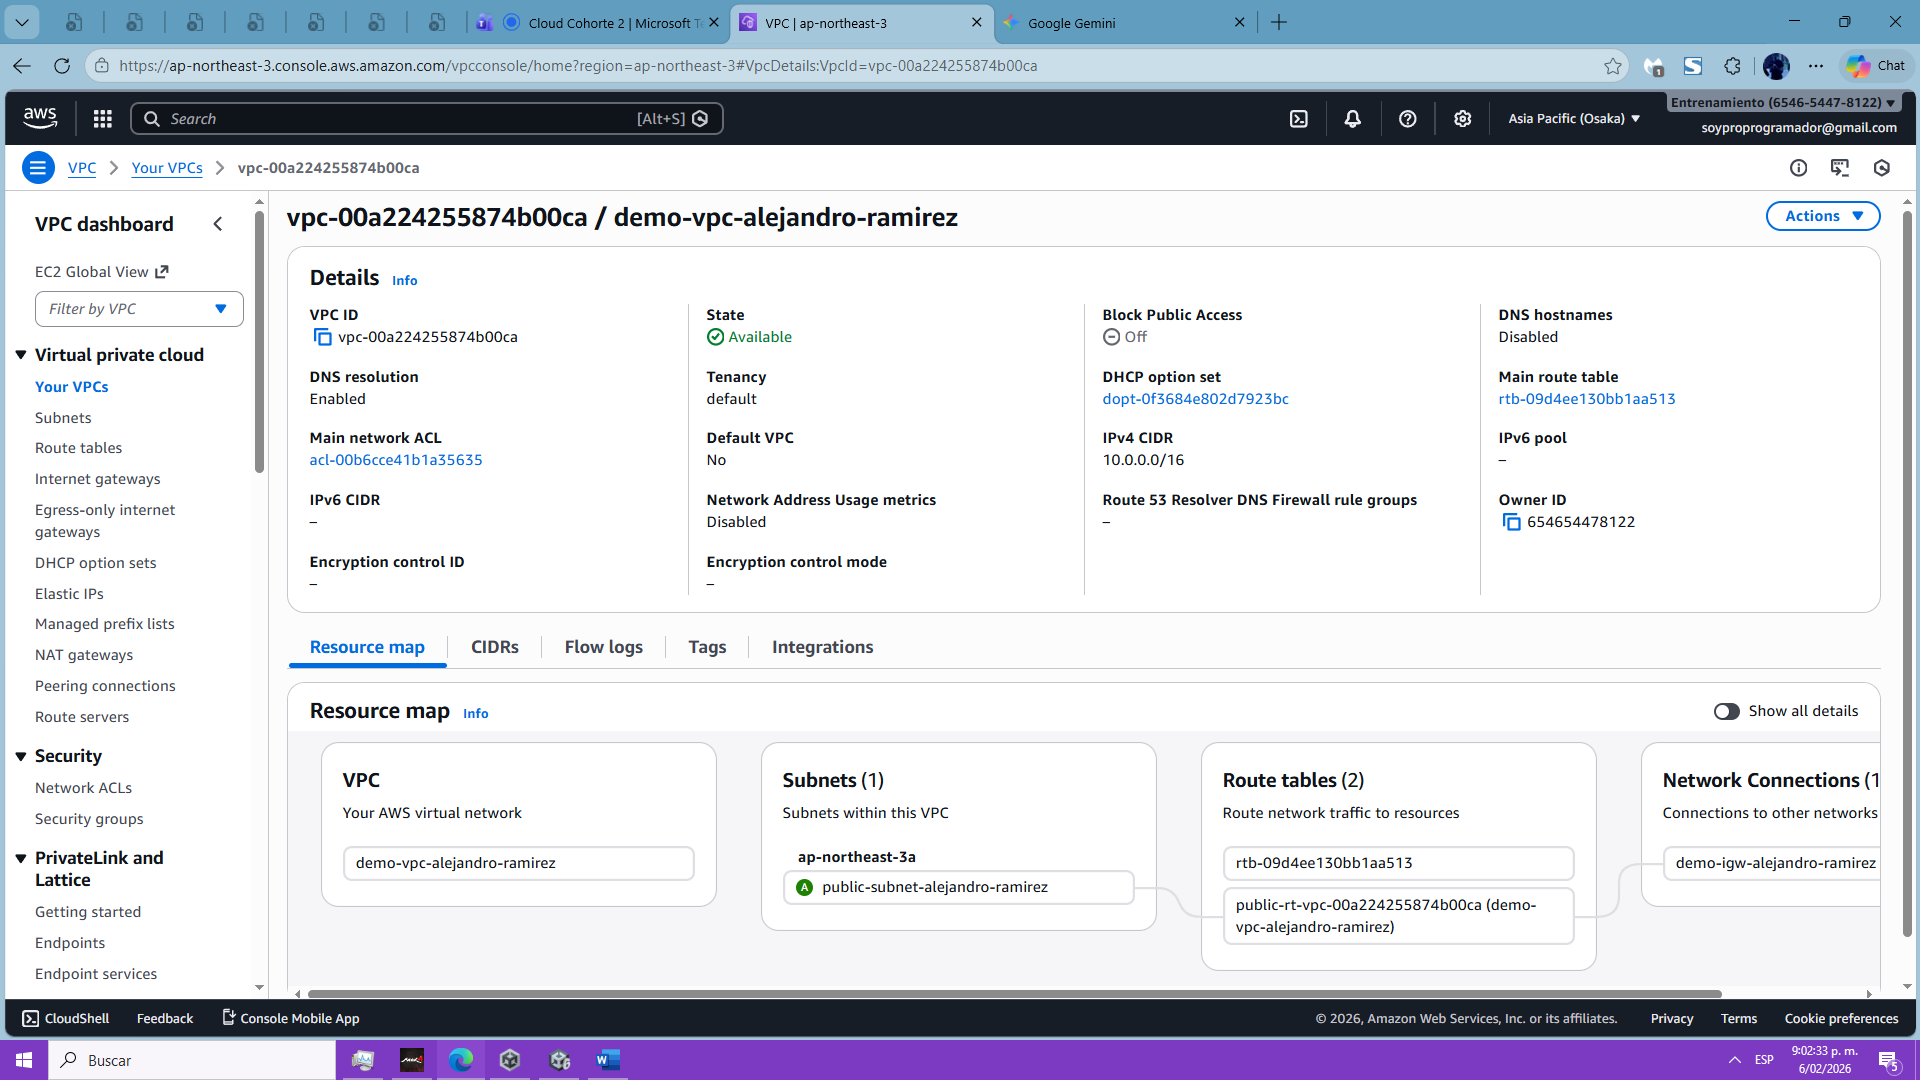 Cloud Cohorte 2 | Microsoft Te
VPC | ap-northeast-3
Google Gemini
https://ap-northeast-3.console.aws.amazon.com/vpcconsole/home?region=ap-northeast-3#VpcDetails:VpcId=vpc-00a224255874b00ca
1
Chat
aws
Search
[Alt+S]
Asia Pacific (Osaka)
Entrenamiento (6546-5447-8122)
soyproprogramador@gmail.com
VPC
Your VPCs
vpc-00a224255874b00ca
VPC dashboard
EC2 Global View
Filter by VPC
Virtual private cloud
Your VPCs
Subnets
Route tables
Internet gateways
Egress-only internet
gateways
DHCP option sets
Elastic IPs
Managed prefix lists
NAT gateways
Peering connections
Route servers
Security
Network ACLs
Security groups
PrivateLink and
Lattice
Getting started
Endpoints
Endpoint services
vpc-00a224255874b00ca / demo-vpc-alejandro-ramirez
Actions
Details
Info
VPC ID
vpc-00a224255874b00ca
State
Available
Block Public Access
Off
DNS hostnames
Disabled
DNS resolution
Enabled
Tenancy
default
DHCP option set
dopt-0f3684e802d7923bc
Main route table
rtb-09d4ee130bb1aa513
Main network ACL
acl-00b6cce41b1a35635
Default VPC
No
IPv4 CIDR
10.0.0.0/16
IPv6 pool
–
IPv6 CIDR
–
Network Address Usage metrics
Disabled
Route 53 Resolver DNS Firewall rule groups
–
Owner ID
654654478122
Encryption control ID
–
Encryption control mode
–
Resource map
CIDRs
Flow logs
Tags
Integrations
Resource map
Info
Show all details
VPC
Your AWS virtual network
demo-vpc-alejandro-ramirez
Subnets (1)
Subnets within this VPC
ap-northeast-3a
A
public-subnet-alejandro-ramirez
Route tables (2)
Route network traffic to resources
rtb-09d4ee130bb1aa513
public-rt-vpc-00a224255874b00ca (demo-
vpc-alejandro-ramirez)
Network Connections (1
Connections to other networks
demo-igw-alejandro-ramirez
CloudShell
Feedback
Console Mobile App
© 2026, Amazon Web Services, Inc. or its affiliates.
Privacy
Terms
Cookie preferences
Buscar
ESP
9:02:33 p. m.
6/02/2026
5